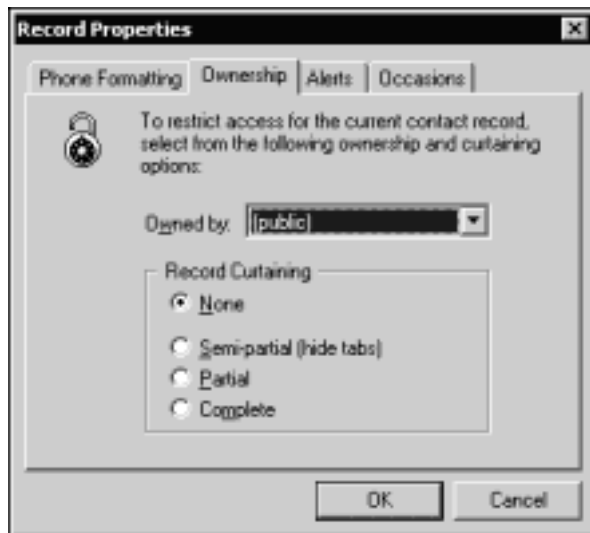 Record Properties
Phone Formatting Ownership Alerts Occasions
To restrict access for the current contact record,
select from the following ownership and curtaining
options:
Owned by: (public)
Record Curtaining
None
Semi-partial (hide tabs)
Partial
Complete
OK Cancel